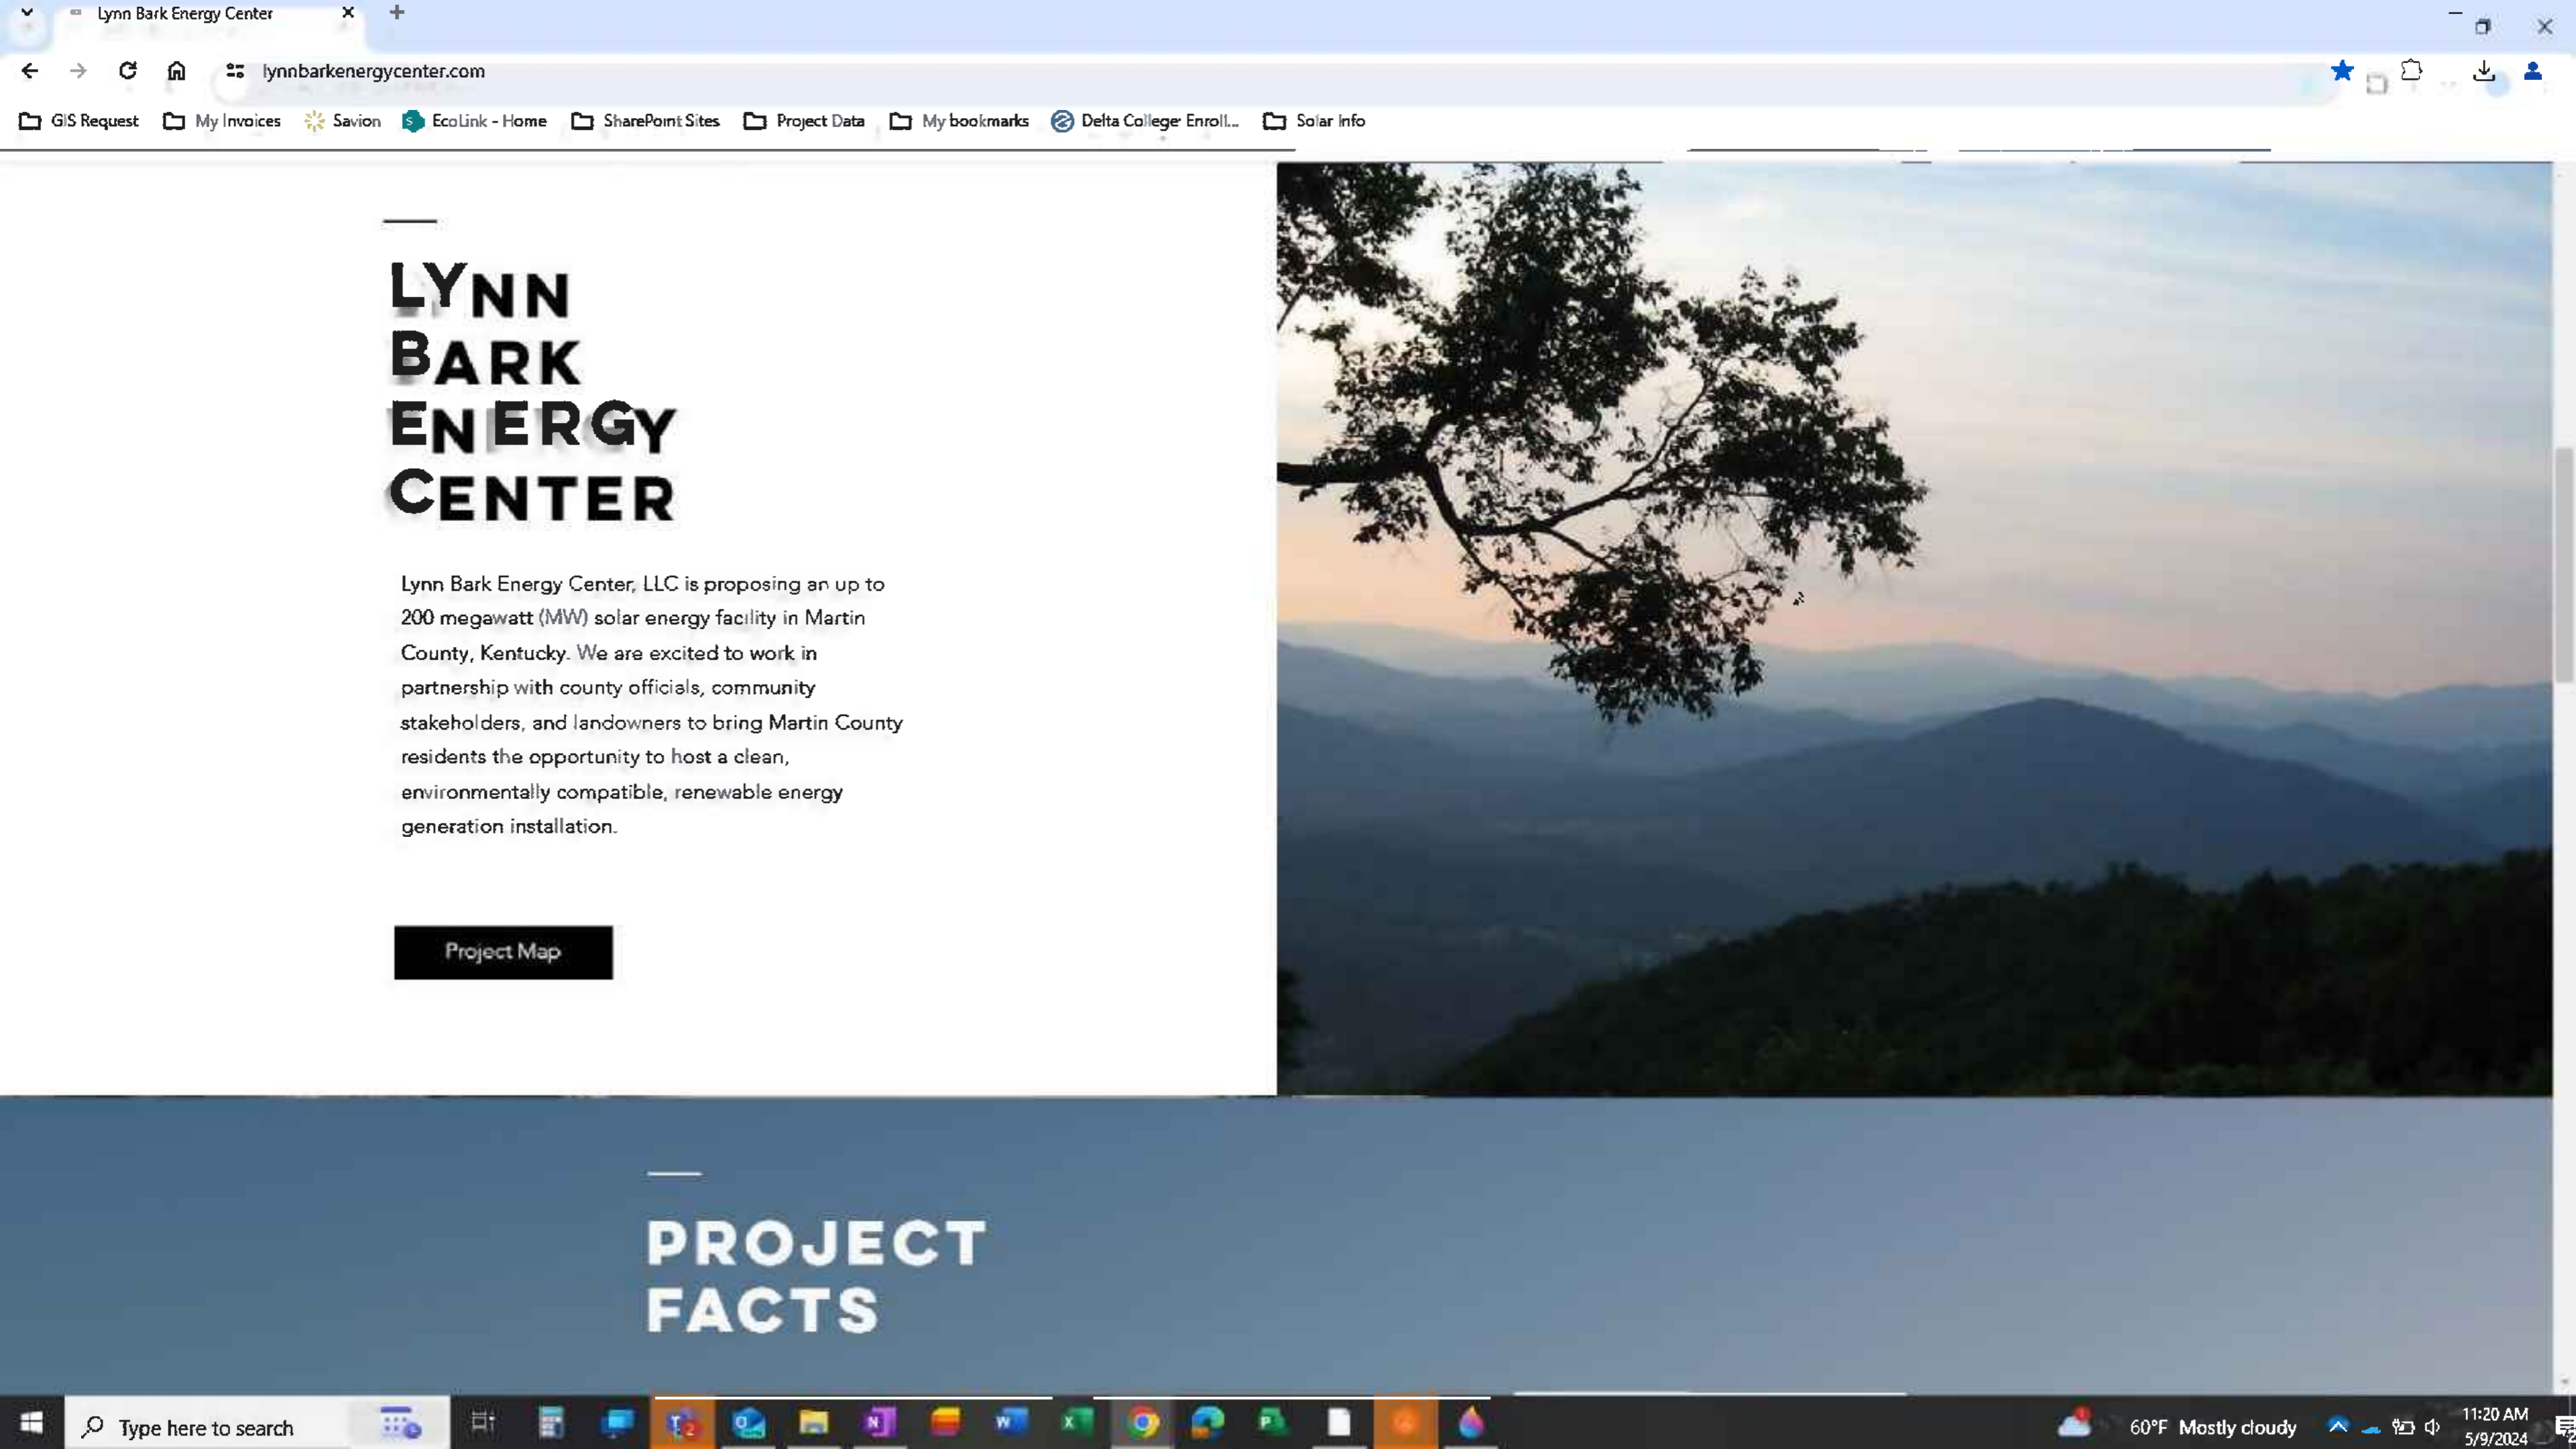 Lynn Bark Energy Center
lynnbarkenergycenter.com
GIS Request My Invoices Savion EcoLink - Home SharePoint Sites Project Data My bookmarks Delta College Enroll... Solar Info
LYNN
BARK
ENERGY
CENTER
Lynn Bark Energy Center, LLC is proposing an up to
200 megawatt (MW) solar energy facility in Martin
County, Kentucky. We are excited to work in
partnership with county officials, community
stakeholders, and landowners to bring Martin County
residents the opportunity to host a clean,
environmentally compatible, renewable energy
generation installation.
Project Map
PROJECT
FACTS
Type here to search
60°F Mostly cloudy
11:20 AM
5/9/2024